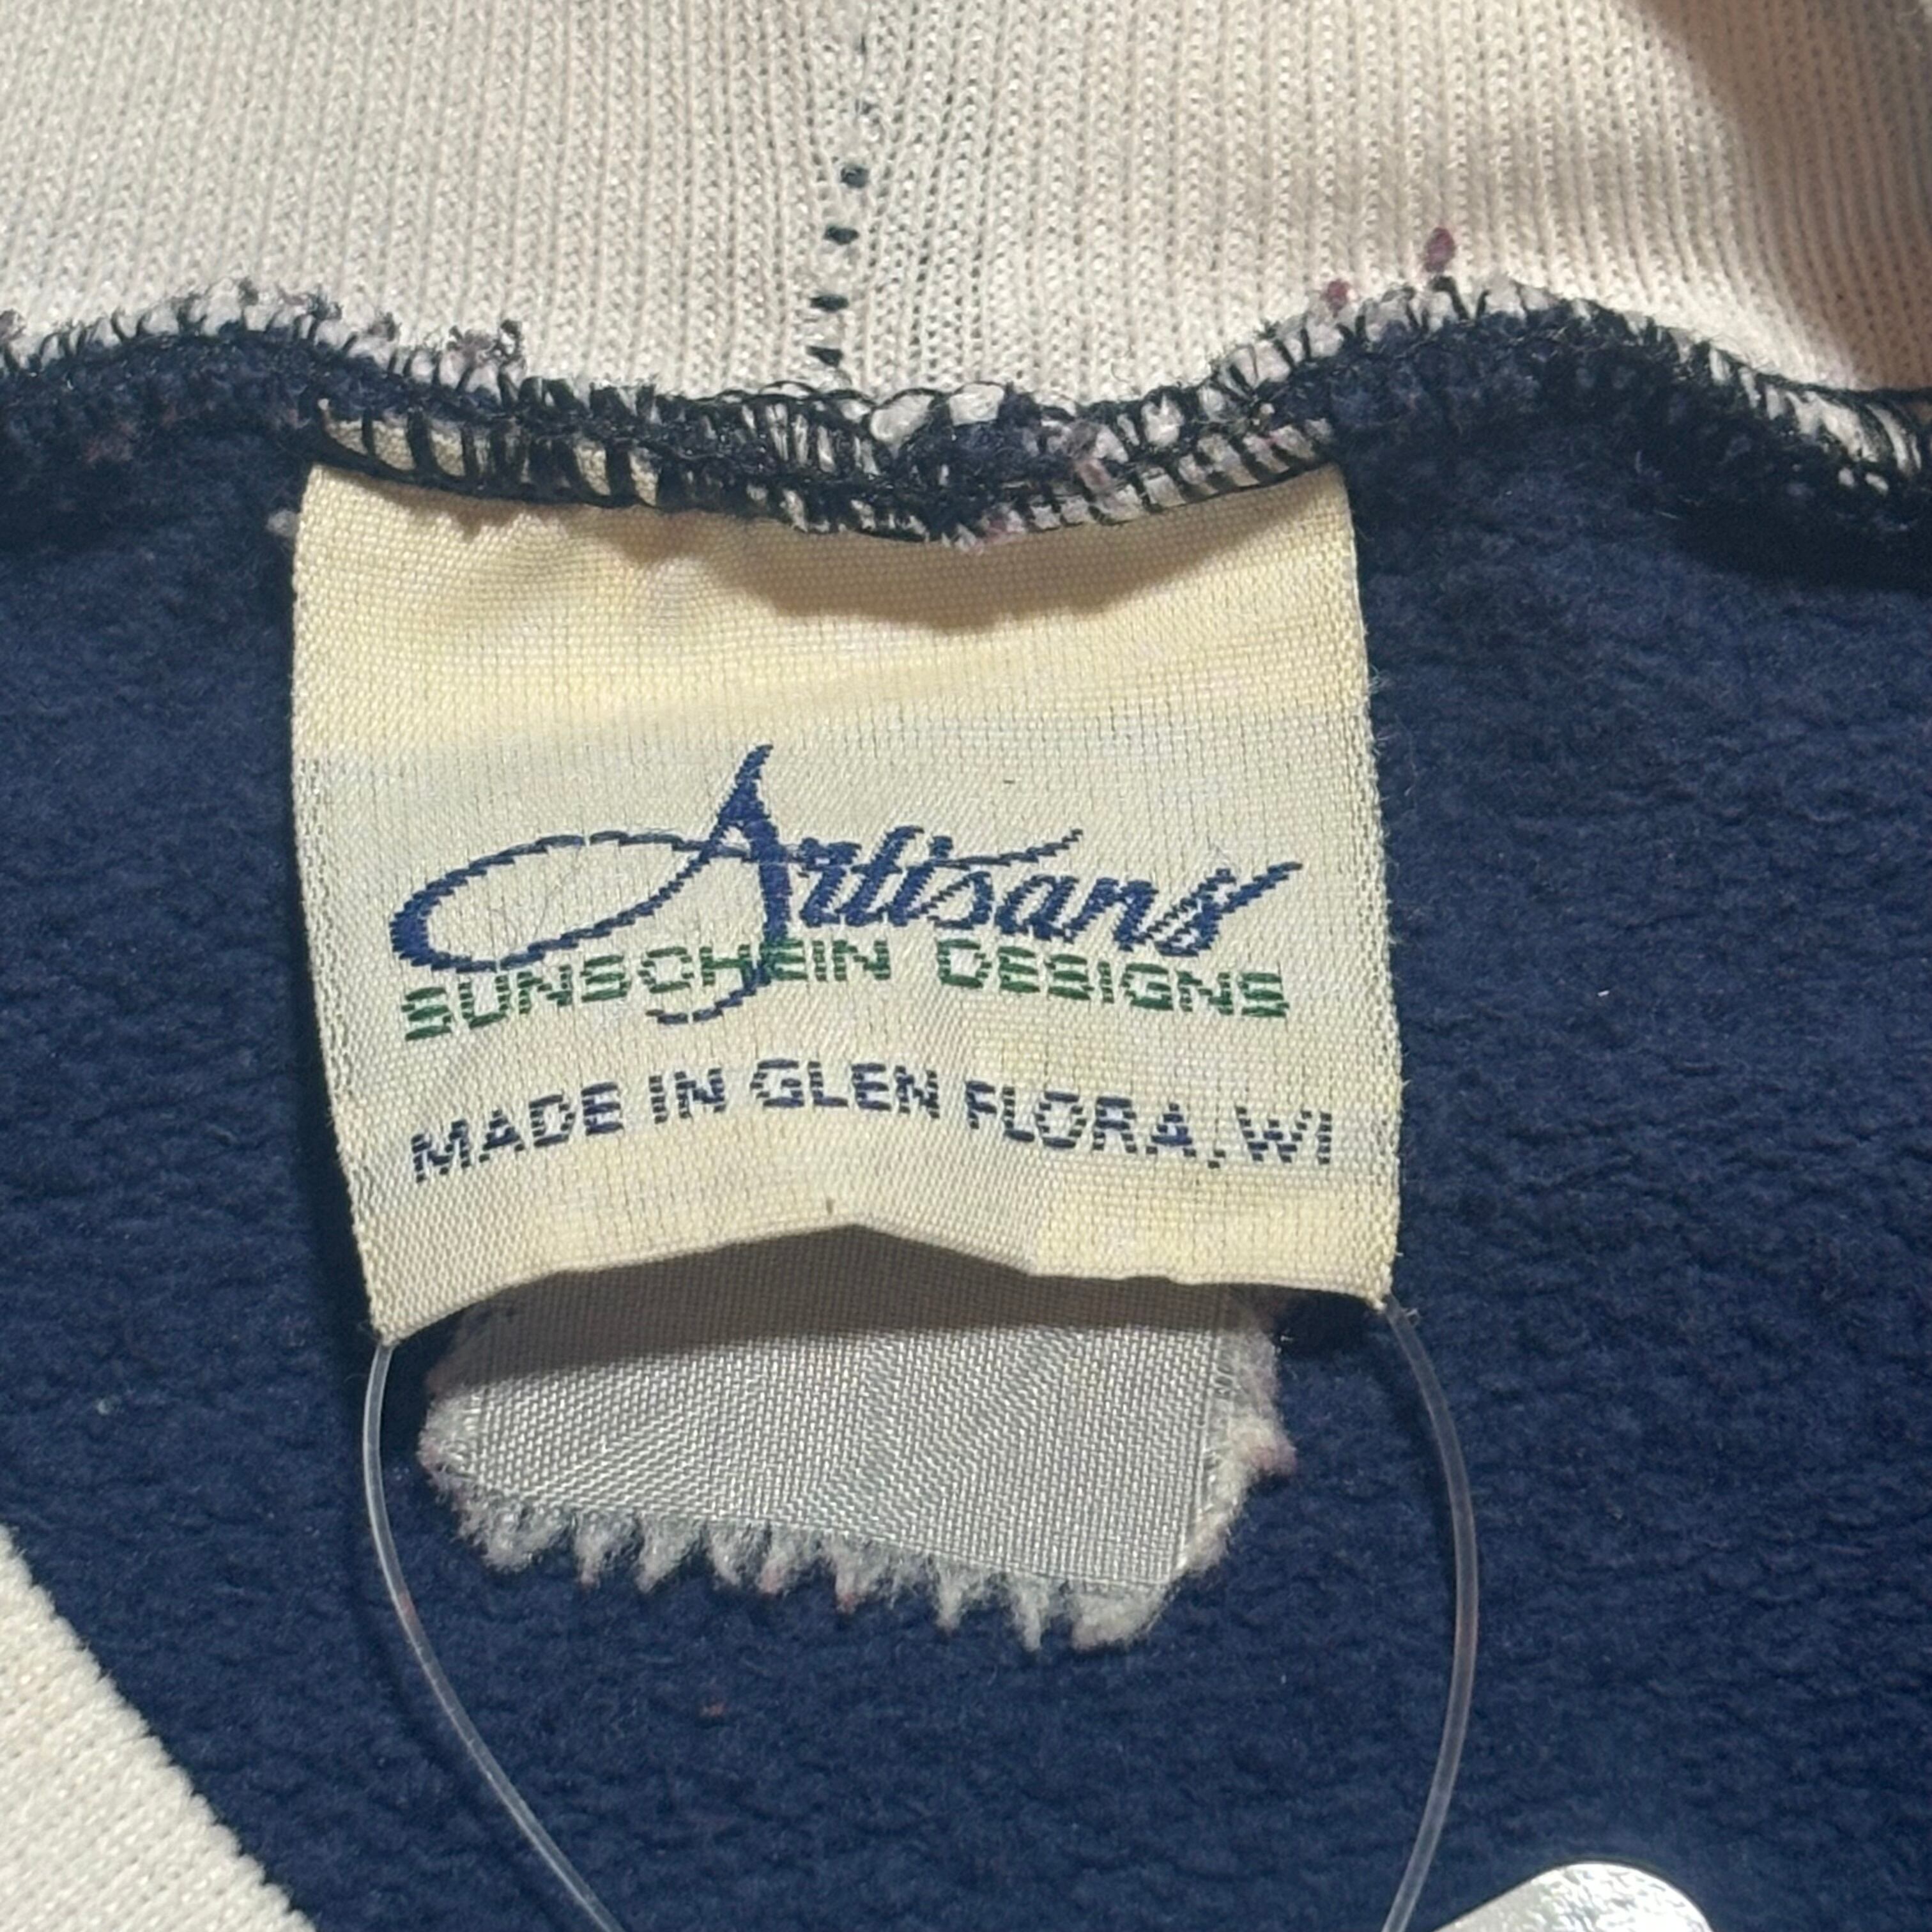 Artisans
SUNSCHEIN DESIGNS
MADE IN GLEN FLORA, WI